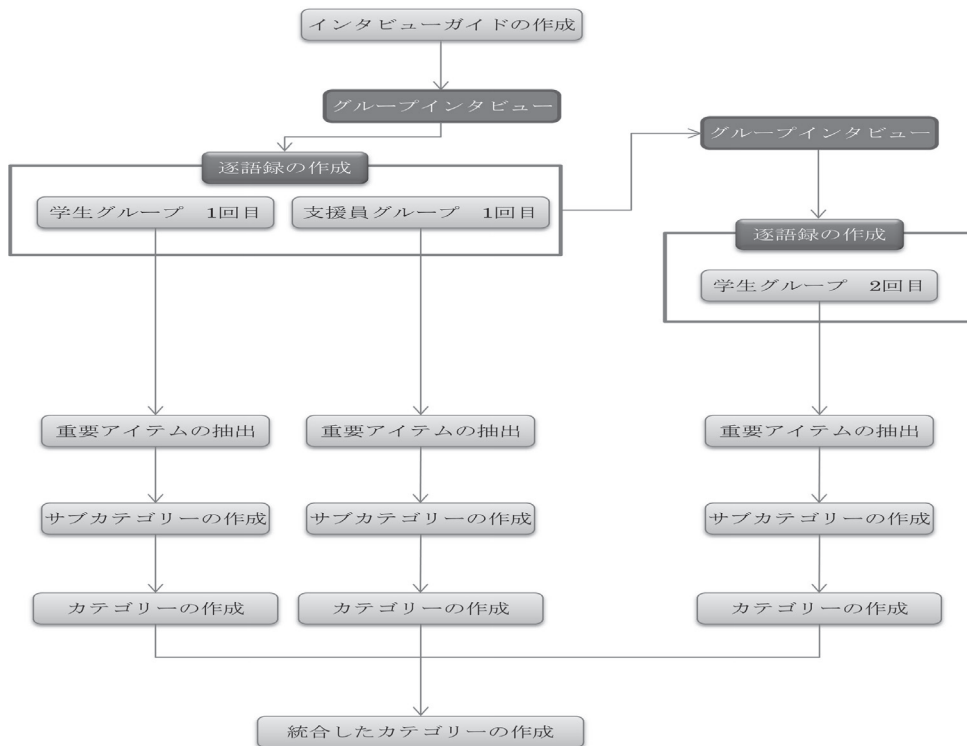 インタビューガイドの作成
グループインタビュー
グループインタビュー
逐語録の作成
学生グループ　1回目
支援員グループ　1回目
逐語録の作成
学生グループ　2回目
重要アイテムの抽出
重要アイテムの抽出
重要アイテムの抽出
サブカテゴリーの作成
サブカテゴリーの作成
サブカテゴリーの作成
カテゴリーの作成
カテゴリーの作成
カテゴリーの作成
統合したカテゴリーの作成